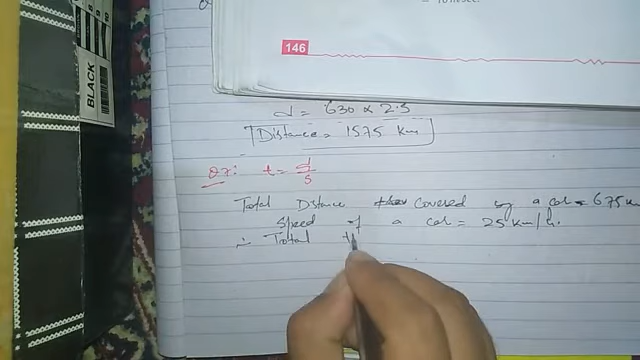 146
BLACK
d = 630 x 2.5
Distance = 1575 Km
Q7: t = d/s
Total Distance Covered by a car = 675 km
Speed of a car = 25 km/h.
∴ Total